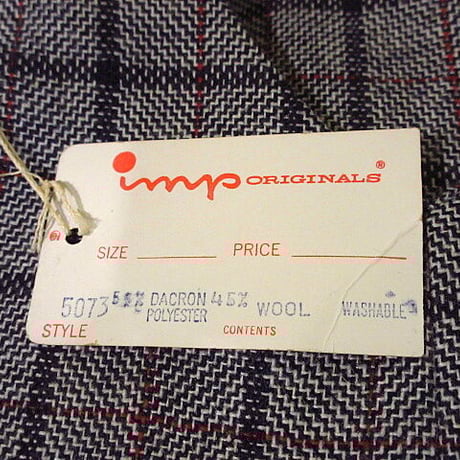 imp ORIGINALS®
SIZE PRICE
5073 55% DACRON 45% WOOL WASHABLE
POLYESTER
STYLE CONTENTS